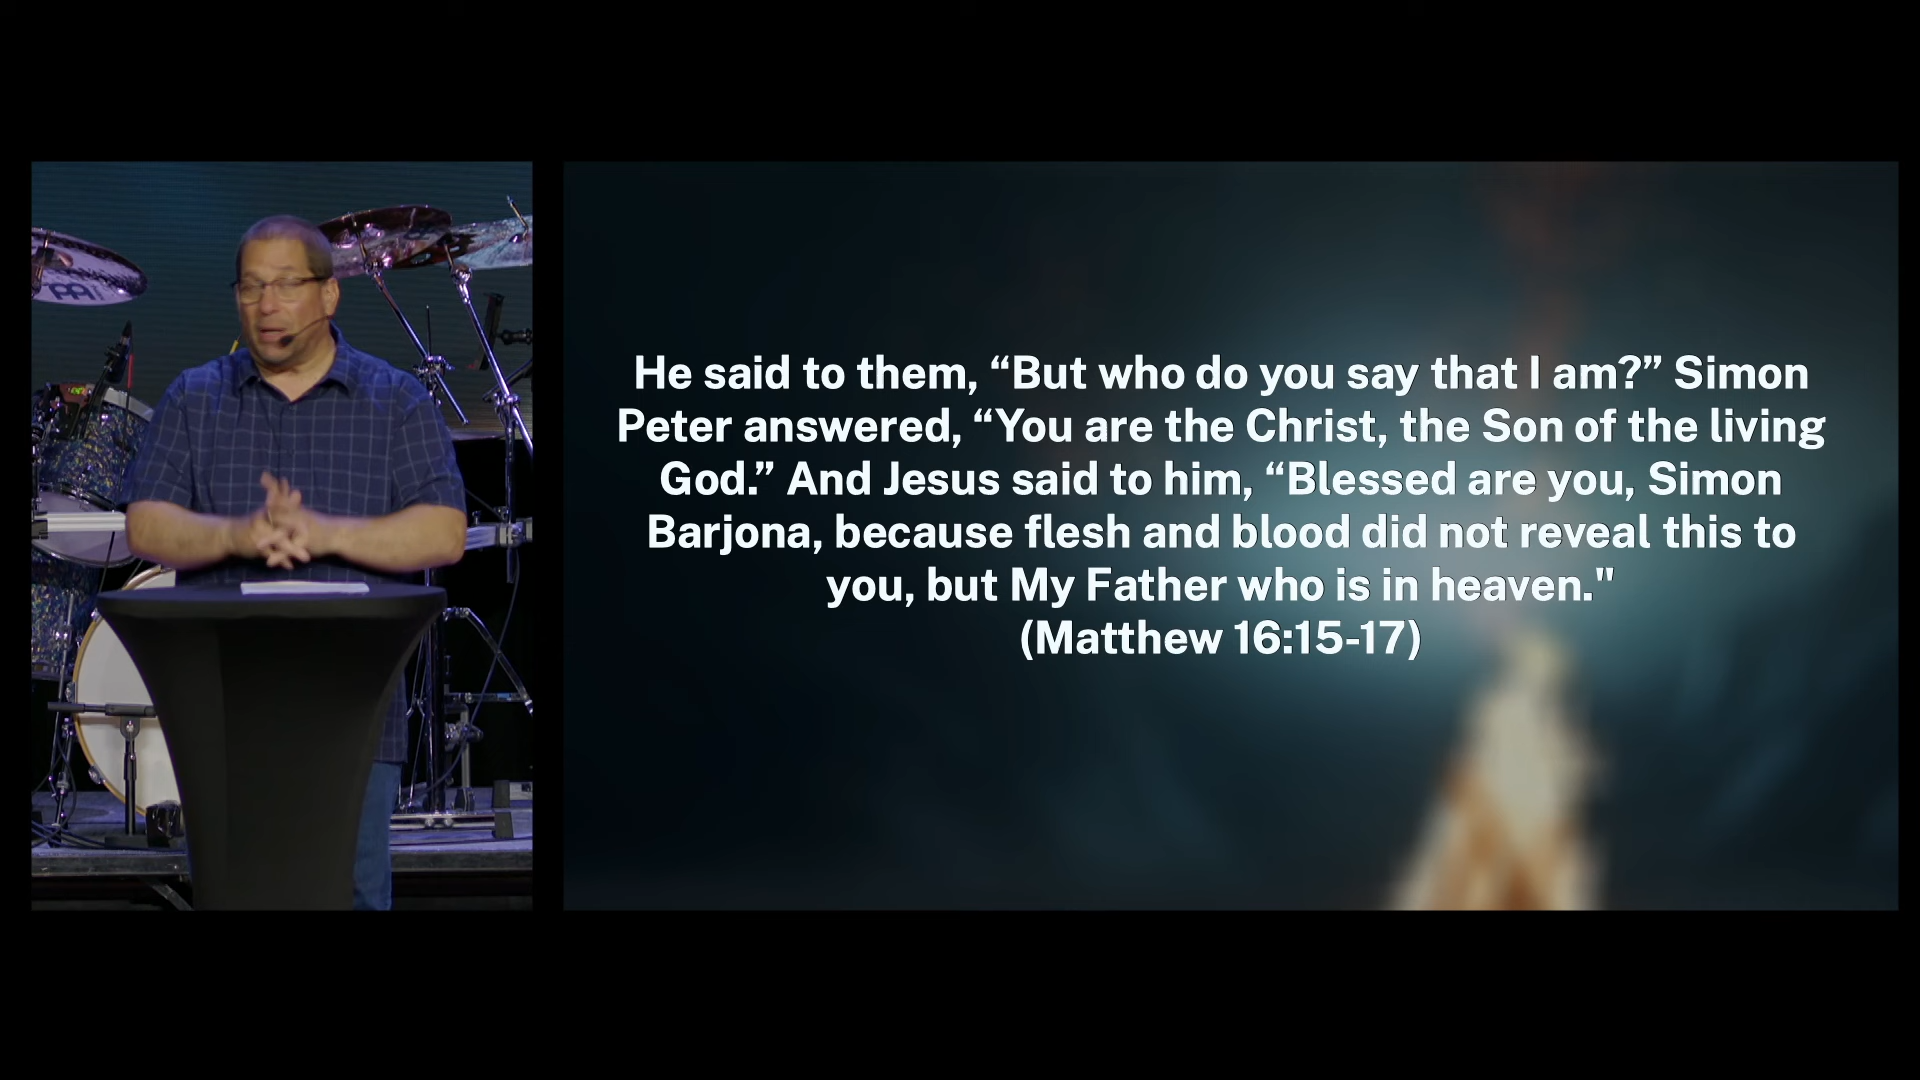 He said to them, “But who do you say that I am?” Simon
Peter answered, “You are the Christ, the Son of the living
God.” And Jesus said to him, “Blessed are you, Simon
Barjona, because flesh and blood did not reveal this to
you, but My Father who is in heaven."
(Matthew 16:15-17)